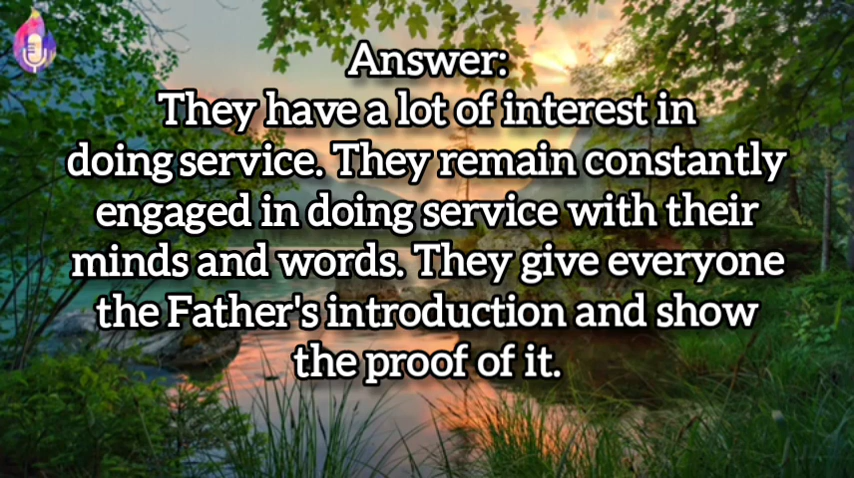 Answer:
They have a lot of interest in
doing service. They remain constantly
engaged in doing service with their
minds and words. They give everyone
the Father's introduction and show
the proof of it.